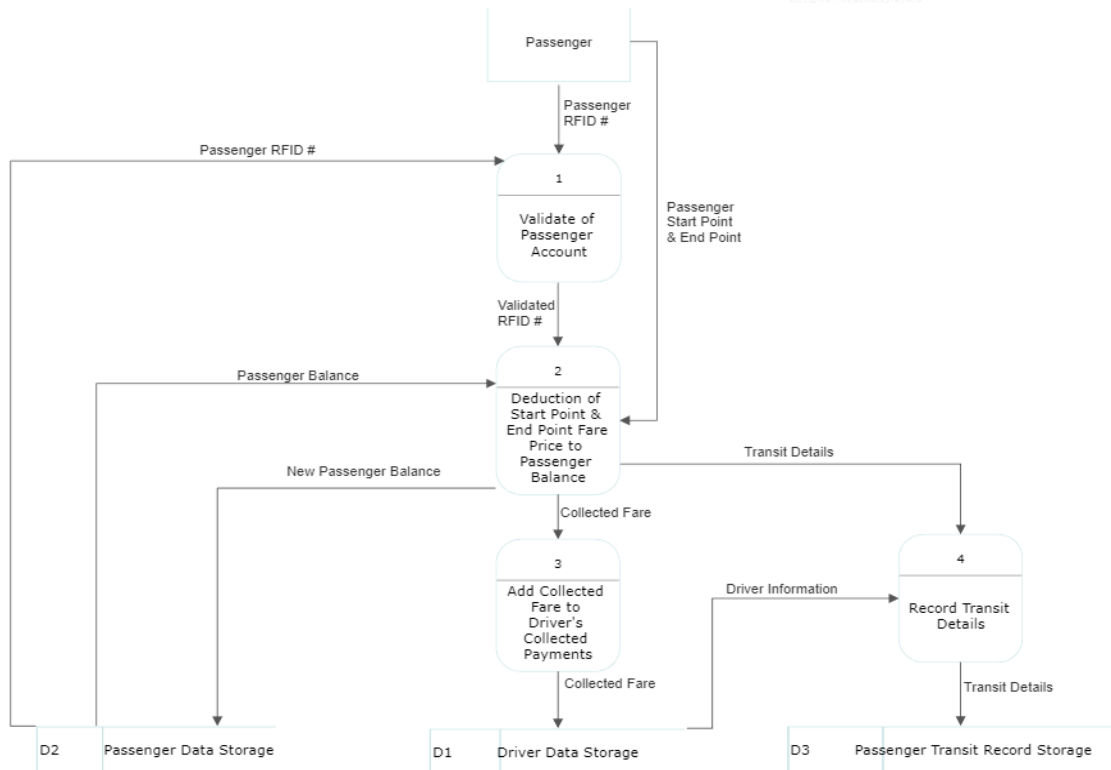 Passenger
Passenger
RFID #
Passenger RFID #
1
Validate of
Passenger
Account
Passenger
Start Point
& End Point
Validated
RFID #
2
Passenger Balance
Deduction of
Start Point &
End Point Fare
Price to
Passenger
Balance
Transit Details
New Passenger Balance
Collected Fare
3
4
Add Collected
Fare to
Driver's
Collected
Payments
Driver Information
Record Transit
Details
Collected Fare
Transit Details
D2
Passenger Data Storage
D1
Driver Data Storage
D3
Passenger Transit Record Storage